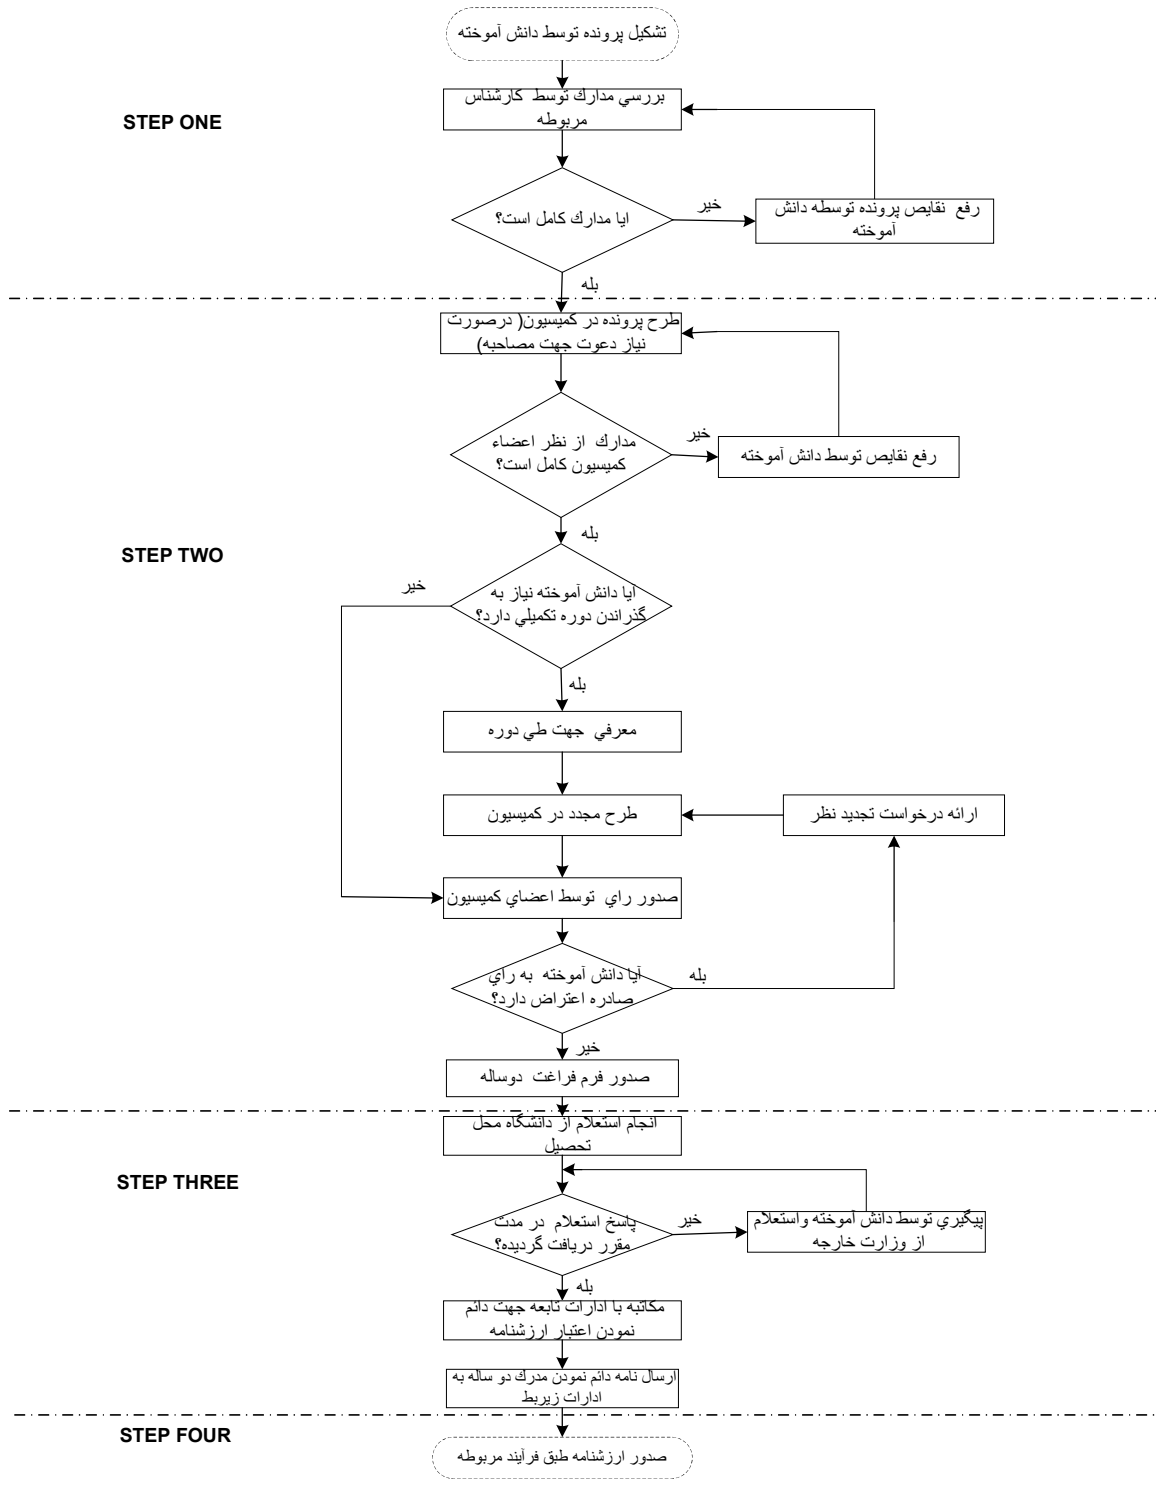 تشكيل پرونده توسط دانش آموخته
بررسي مدارك توسط كارشناس
مربوطه
STEP ONE
ايا مدارك كامل است؟
خير
رفع نقايص پرونده توسطه دانش
آموخته
بله
طرح پرونده در كميسيون( درصورت
نياز دعوت جهت مصاحبه)
مدارك از نظر اعضاء
كميسيون كامل است؟
خير
رفع نقايص توسط دانش آموخته
بله
STEP TWO
آيا دانش آموخته نياز به
گذراندن دوره تكميلي دارد؟
خير
بله
معرفي جهت طي دوره
طرح مجدد در كميسيون
ارائه درخواست تجديد نظر
صدور راي توسط اعضاي كميسيون
آيا دانش آموخته به راي
صادره اعتراض دارد؟
بله
خير
صدور فرم فراغت دوساله
انجام استعلام از دانشگاه محل
تحصيل
STEP THREE
پاسخ استعلام در مدت
مقرر دريافت گرديده؟
خير
پيگيري توسط دانش آموخته واستعلام
از وزارت خارجه
بله
مكاتبه با ادارات تابعه جهت دائم
نمودن اعتبار ارزشنامه
ارسال نامه دائم نمودن مدرك دو ساله به
ادارات زيربط
STEP FOUR
صدور ارزشنامه طبق فرآيند مربوطه